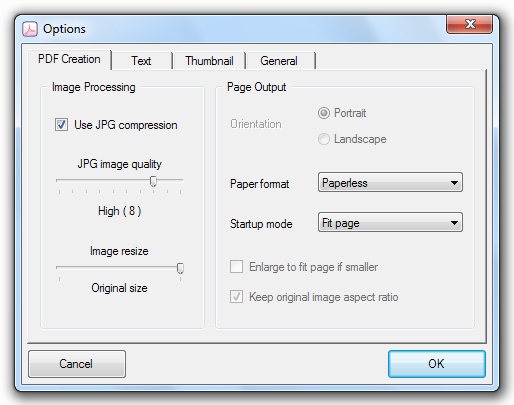 Options
PDF Creation
Text
Thumbnail
General
Image Processing
Use JPG compression
JPG image quality
High ( 8 )
Image resize
Original size
Page Output
Orientation
Portrait
Landscape
Paper format
Paperless
Startup mode
Fit page
Enlarge to fit page if smaller
Keep original image aspect ratio
Cancel
OK